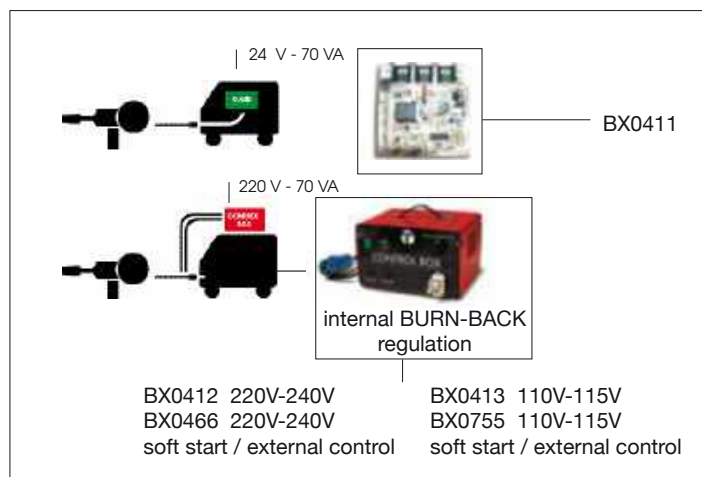 24 V - 70 VA
BX0411
220 V - 70 VA
CONTROL
CONTROL BOX
internal BURN-BACK
regulation
BX0412 220V-240V
BX0466 220V-240V
soft start / external control
BX0413 110V-115V
BX0755 110V-115V
soft start / external control